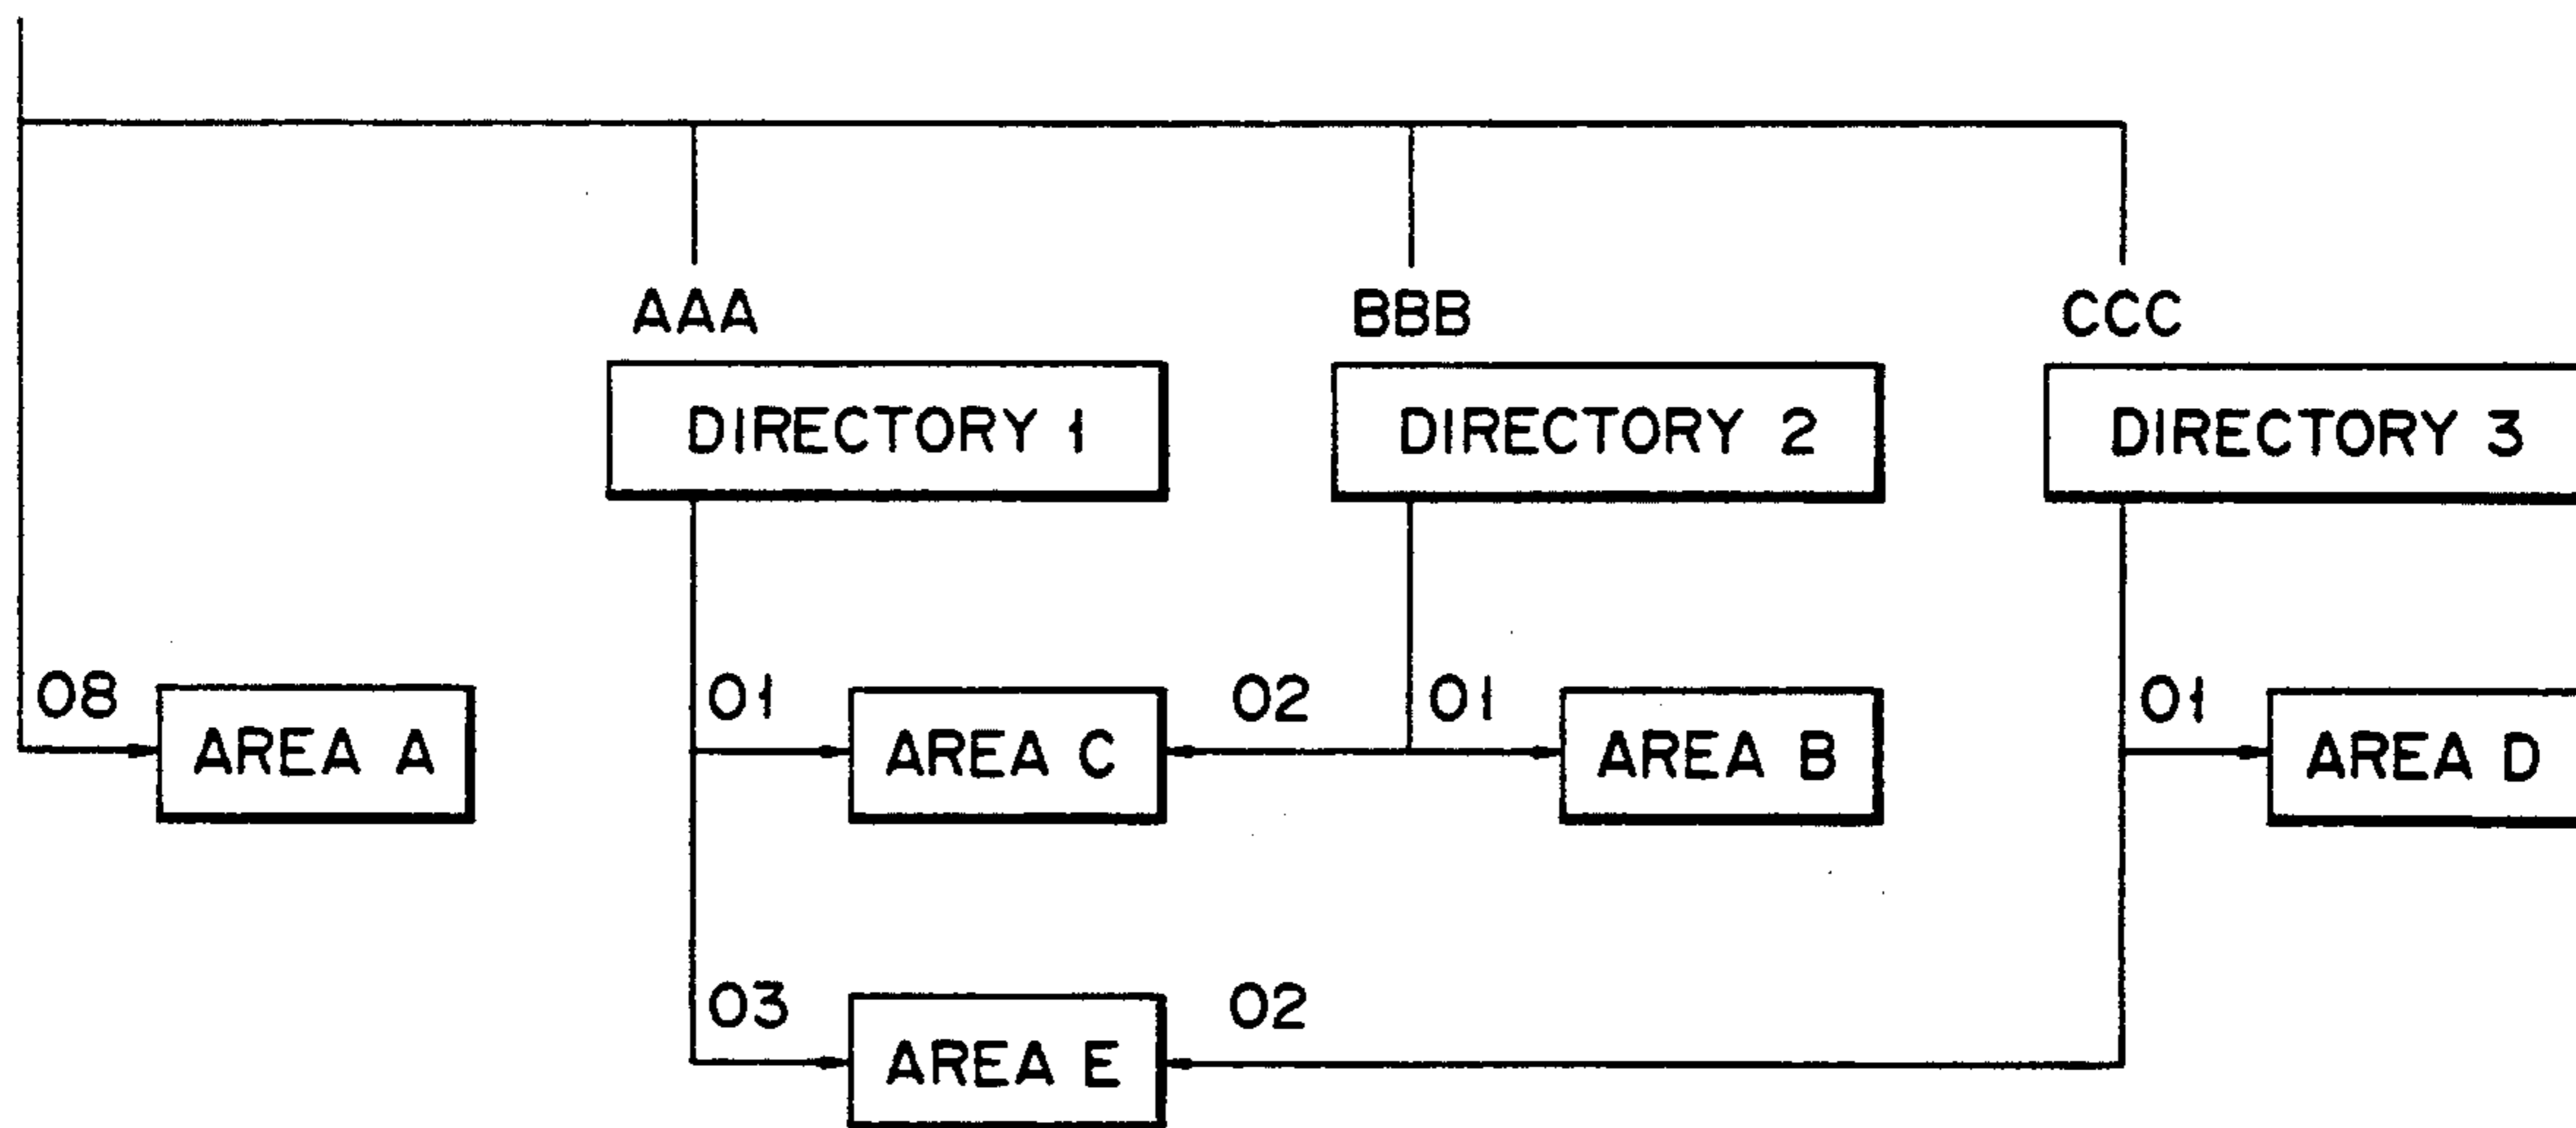 AAA BBB CCC
DIRECTORY 1 DIRECTORY 2 DIRECTORY 3
08 01 02 01 01
AREA A AREA C AREA B AREA D
03 02
AREA E